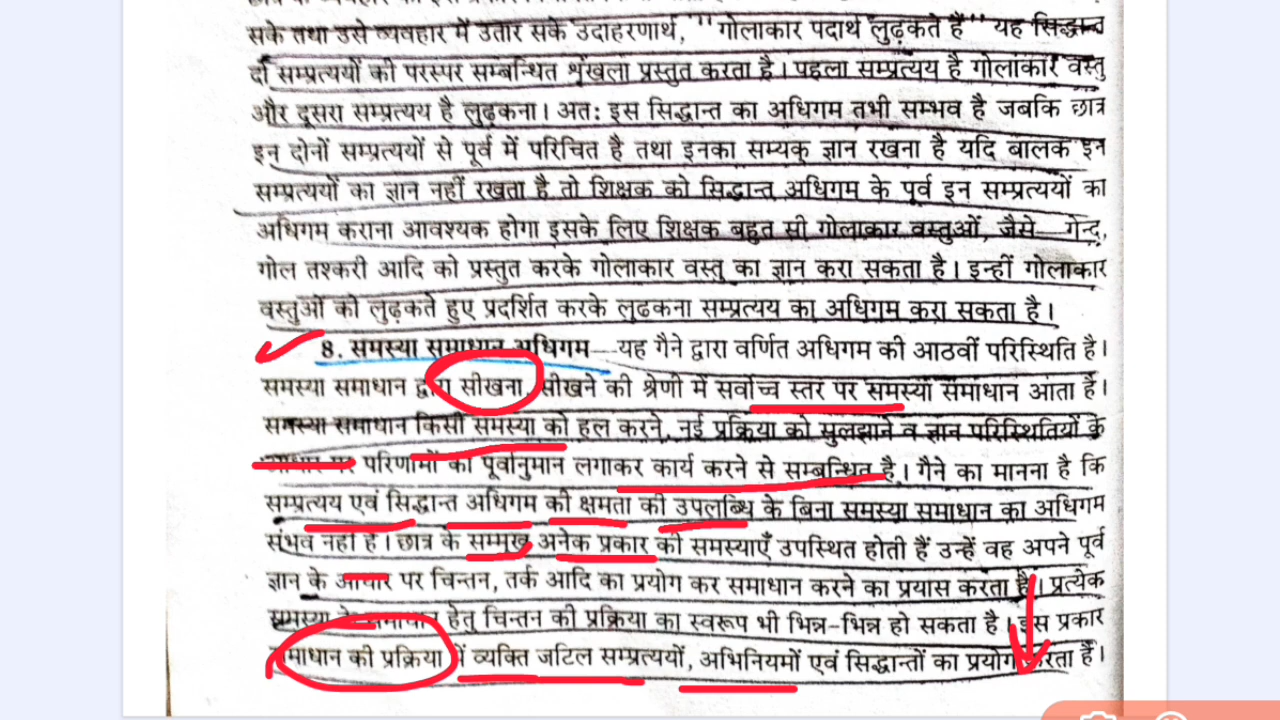 सके तथा उसे व्यवहार में उतार सके उदाहरणार्थ, ''गोलाकार पदार्थ लुढ़कते हैं'' यह सिद्धान्त
दो सम्प्रत्ययों की परस्पर सम्बन्धित शृंखला प्रस्तुत करता है। पहला सम्प्रत्यय है गोलाकार वस्तु
और दूसरा सम्प्रत्यय है लुढ़कना। अतः इस सिद्धान्त का अधिगम तभी सम्भव है जबकि छात्र
इन दोनों सम्प्रत्ययों से पूर्व में परिचित है तथा इनका सम्यक् ज्ञान रखना है यदि बालक इन
सम्प्रत्ययों का ज्ञान नहीं रखता है तो शिक्षक को सिद्धान्त अधिगम के पूर्व इन सम्प्रत्ययों का
अधिगम कराना आवश्यक होगा इसके लिए शिक्षक बहुत सी गोलाकार वस्तुओं, जैसे— गेन्द,
गोल तश्करी आदि को प्रस्तुत करके गोलाकार वस्तु का ज्ञान करा सकता है। इन्हीं गोलाकार
वस्तुओं को लुढ़कते हुए प्रदर्शित करके लुढकना सम्प्रत्यय का अधिगम करा सकता है।
8. समस्या समाधान अधिगम—यह गैने द्वारा वर्णित अधिगम की आठवीं परिस्थिति है।
समस्या समाधान द्वारा सीखना, सीखने की श्रेणी में सर्वोच्च स्तर पर समस्या समाधान आता है।
समस्या समाधान किसी समस्या को हल करने, नई प्रक्रिया को सुलझाने व ज्ञान परिस्थितियों के
आधार पर परिणामों का पूर्वानुमान लगाकर कार्य करने से सम्बन्धित है। गैने का मानना है कि
सम्प्रत्यय एवं सिद्धान्त अधिगम की क्षमता की उपलब्धि के बिना समस्या समाधान का अधिगम
संभव नहीं है। छात्र के सम्मुख अनेक प्रकार की समस्याएँ उपस्थित होती हैं उन्हें वह अपने पूर्व
ज्ञान के आधार पर चिन्तन, तर्क आदि का प्रयोग कर समाधान करने का प्रयास करता है। प्रत्येक
समस्या के समाधान हेतु चिन्तन की प्रक्रिया का स्वरूप भी भिन्न-भिन्न हो सकता है। इस प्रकार
समाधान की प्रक्रिया में व्यक्ति जटिल सम्प्रत्ययों, अभिनियमों एवं सिद्धान्तों का प्रयोग करता है।